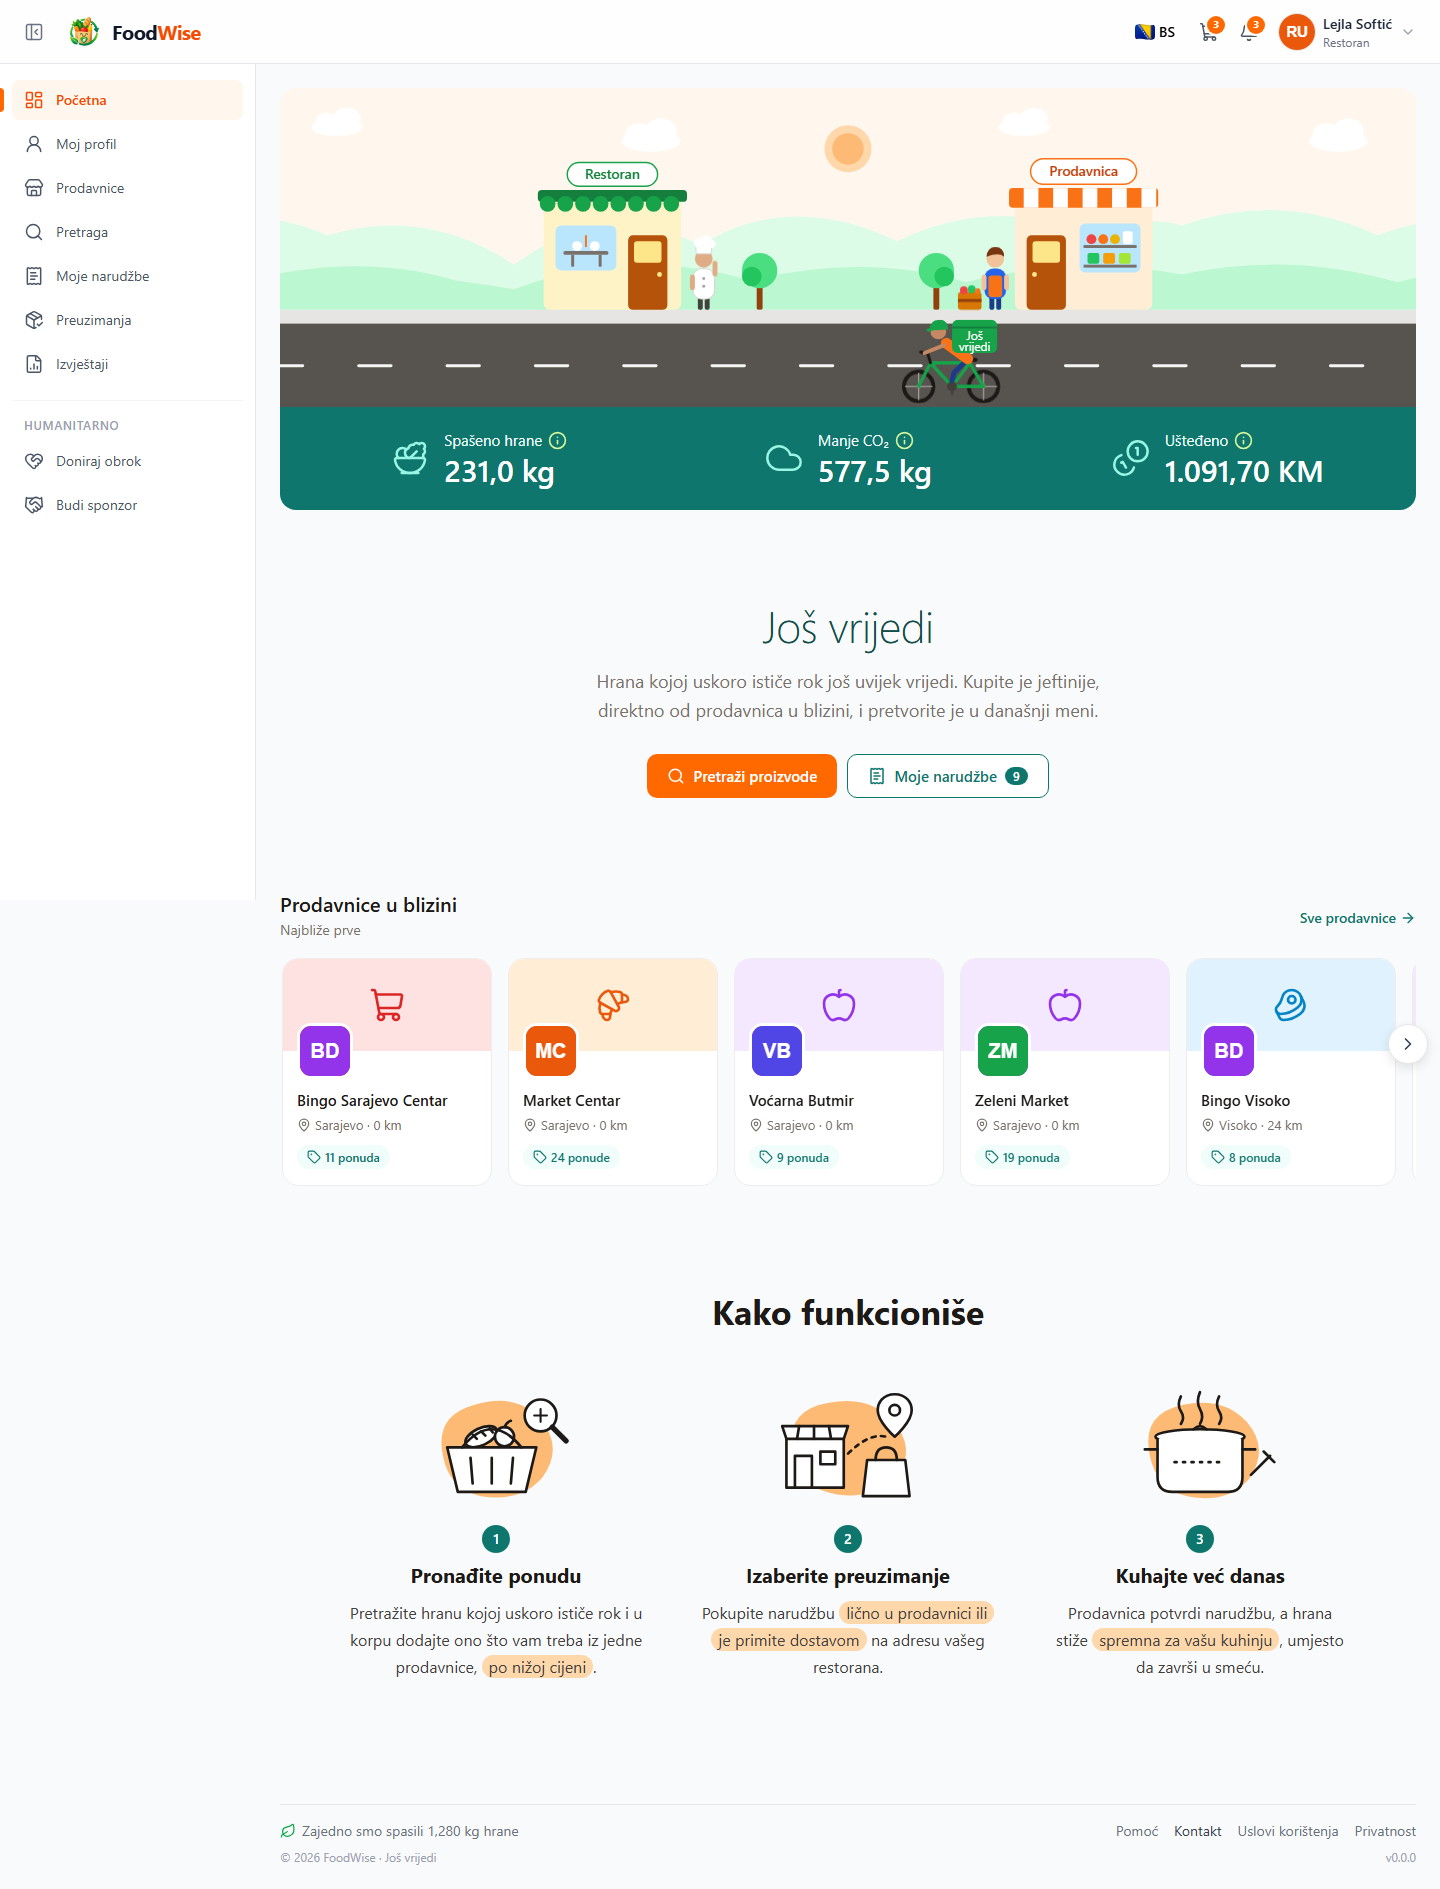 FoodWise
BS
3
3
RU
Lejla Softić
Restoran
Početna
Moj profil
Prodavnice
Pretraga
Moje narudžbe
Preuzimanja
Izvještaji
HUMANITARNO
Doniraj obrok
Budi sponzor
Restoran
Prodavnica
Još
vrijedi
Spašeno hrane
231,0 kg
Manje CO₂
577,5 kg
Ušteđeno
1.091,70 KM
Još vrijedi
Hrana kojoj uskoro ističe rok još uvijek vrijedi. Kupite je jeftinije,
direktno od prodavnica u blizini, i pretvorite je u današnji meni.
Pretraži proizvode
Moje narudžbe 9
Prodavnice u blizini
Najbliže prve
Sve prodavnice
BD
Bingo Sarajevo Centar
Sarajevo · 0 km
11 ponuda
MC
Market Centar
Sarajevo · 0 km
24 ponude
VB
Voćarna Butmir
Sarajevo · 0 km
9 ponuda
ZM
Zeleni Market
Sarajevo · 0 km
19 ponuda
BD
Bingo Visoko
Visoko · 24 km
8 ponuda
Kako funkcioniše
1
Pronađite ponudu
Pretražite hranu kojoj uskoro ističe rok i u
korpu dodajte ono što vam treba iz jedne
prodavnice, po nižoj cijeni.
2
Izaberite preuzimanje
Pokupite narudžbu lično u prodavnici ili
je primite dostavom na adresu vašeg
restorana.
3
Kuhajte već danas
Prodavnica potvrdi narudžbu, a hrana
stiže spremna za vašu kuhinju, umjesto
da završi u smeću.
Zajedno smo spasili 1,280 kg hrane
Pomoć
Kontakt
Uslovi korištenja
Privatnost
© 2026 FoodWise · Još vrijedi
v0.0.0